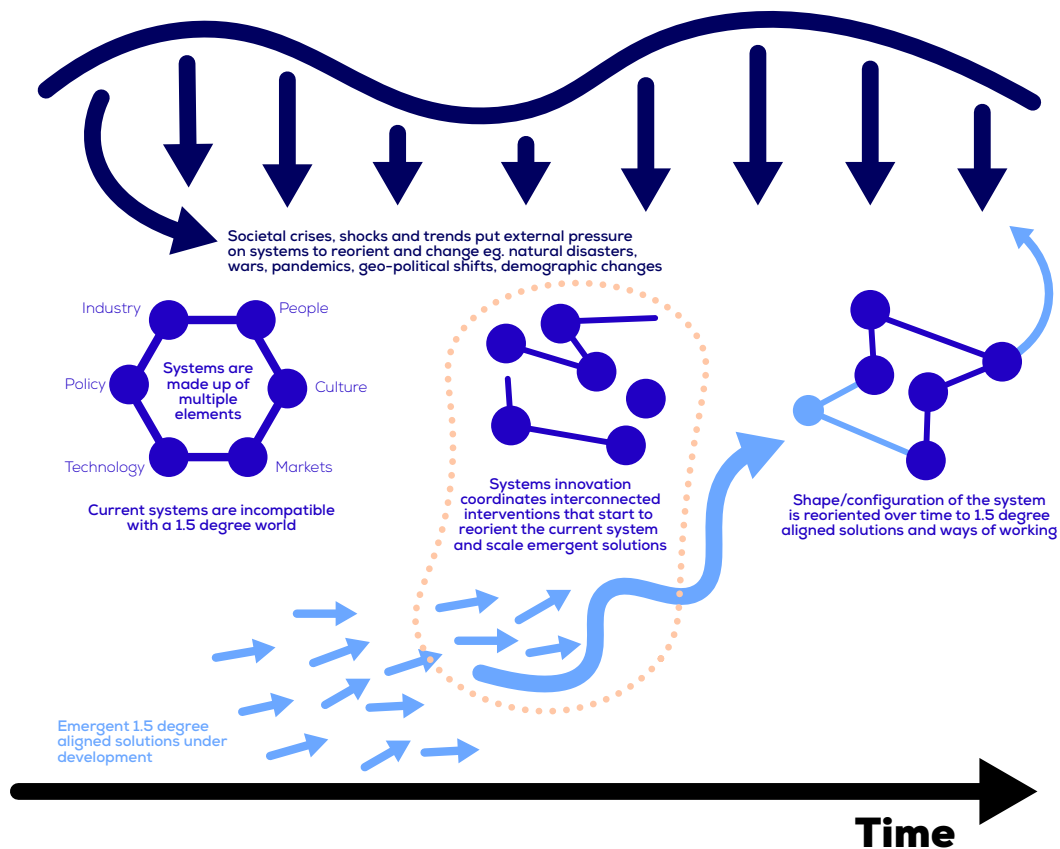 Societal crises, shocks and trends put external pressure
on systems to reorient and change eg. natural disasters,
wars, pandemics, geo-political shifts, demographic changes
Industry
People
Policy
Culture
Technology
Markets
Systems are
made up of
multiple
elements
Current systems are incompatible
with a 1.5 degree world
Systems innovation
coordinates interconnected
interventions that start to
reorient the current system
and scale emergent solutions
Shape/configuration of the system
is reoriented over time to 1.5 degree
aligned solutions and ways of working
Emergent 1.5 degree
aligned solutions under
development
Time